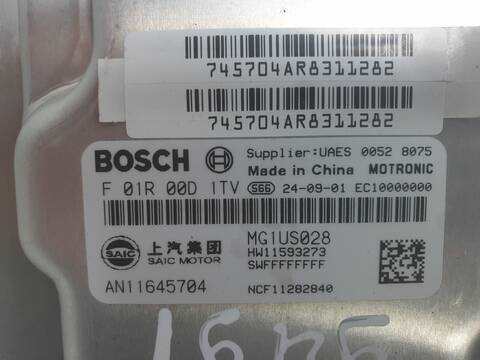 745704AR8311282
745704AR8311282
BOSCH Supplier:UAES 0052 8075
Made in China MOTRONIC
F 01R 00D 1TV S66 24-09-01 EC10000000
SAIC 上汽集团 MG1US028
SAIC MOTOR HW11593273
SWFFFFFFFF
AN11645704 NCF11282840